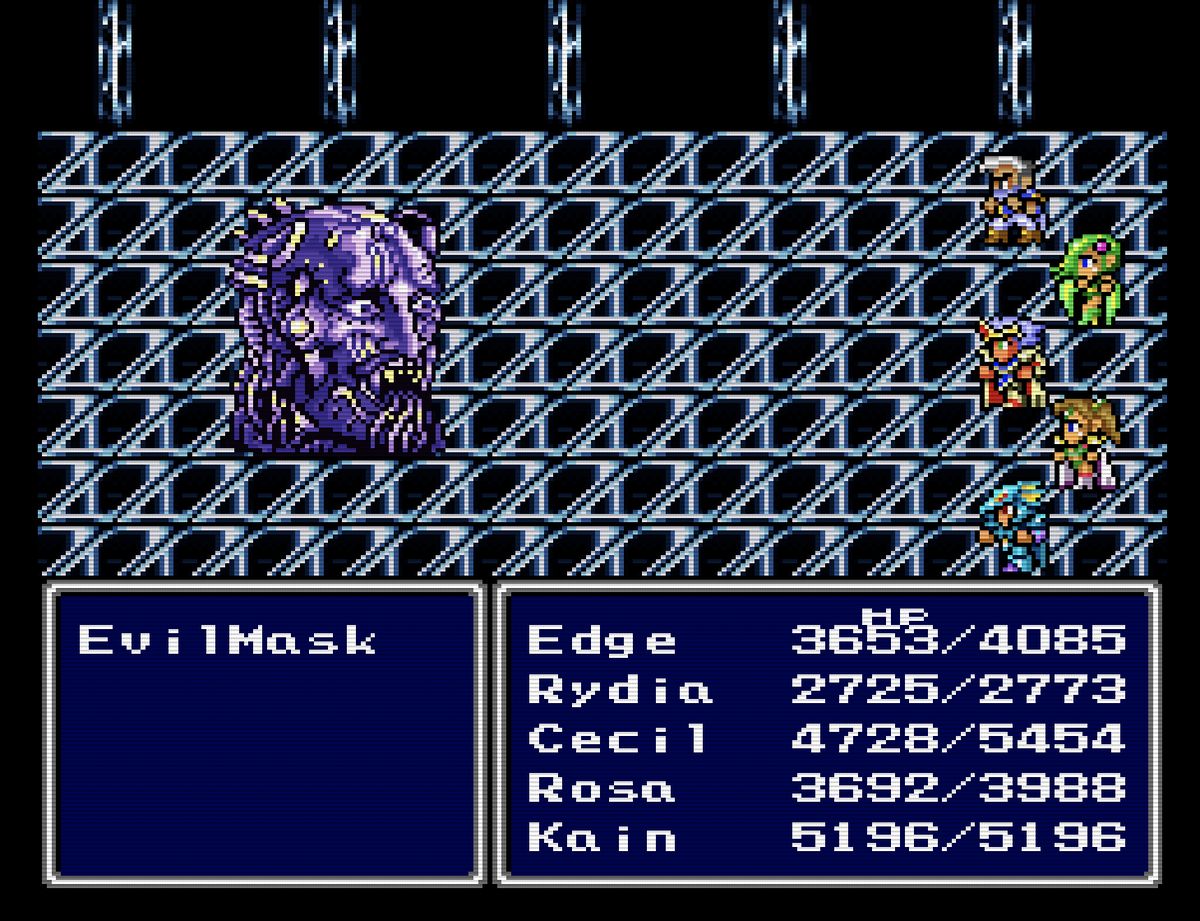 EvilMask
HP
Edge 3653/4085
Rydia 2725/2773
Cecil 4728/5454
Rosa 3692/3988
Kain 5196/5196